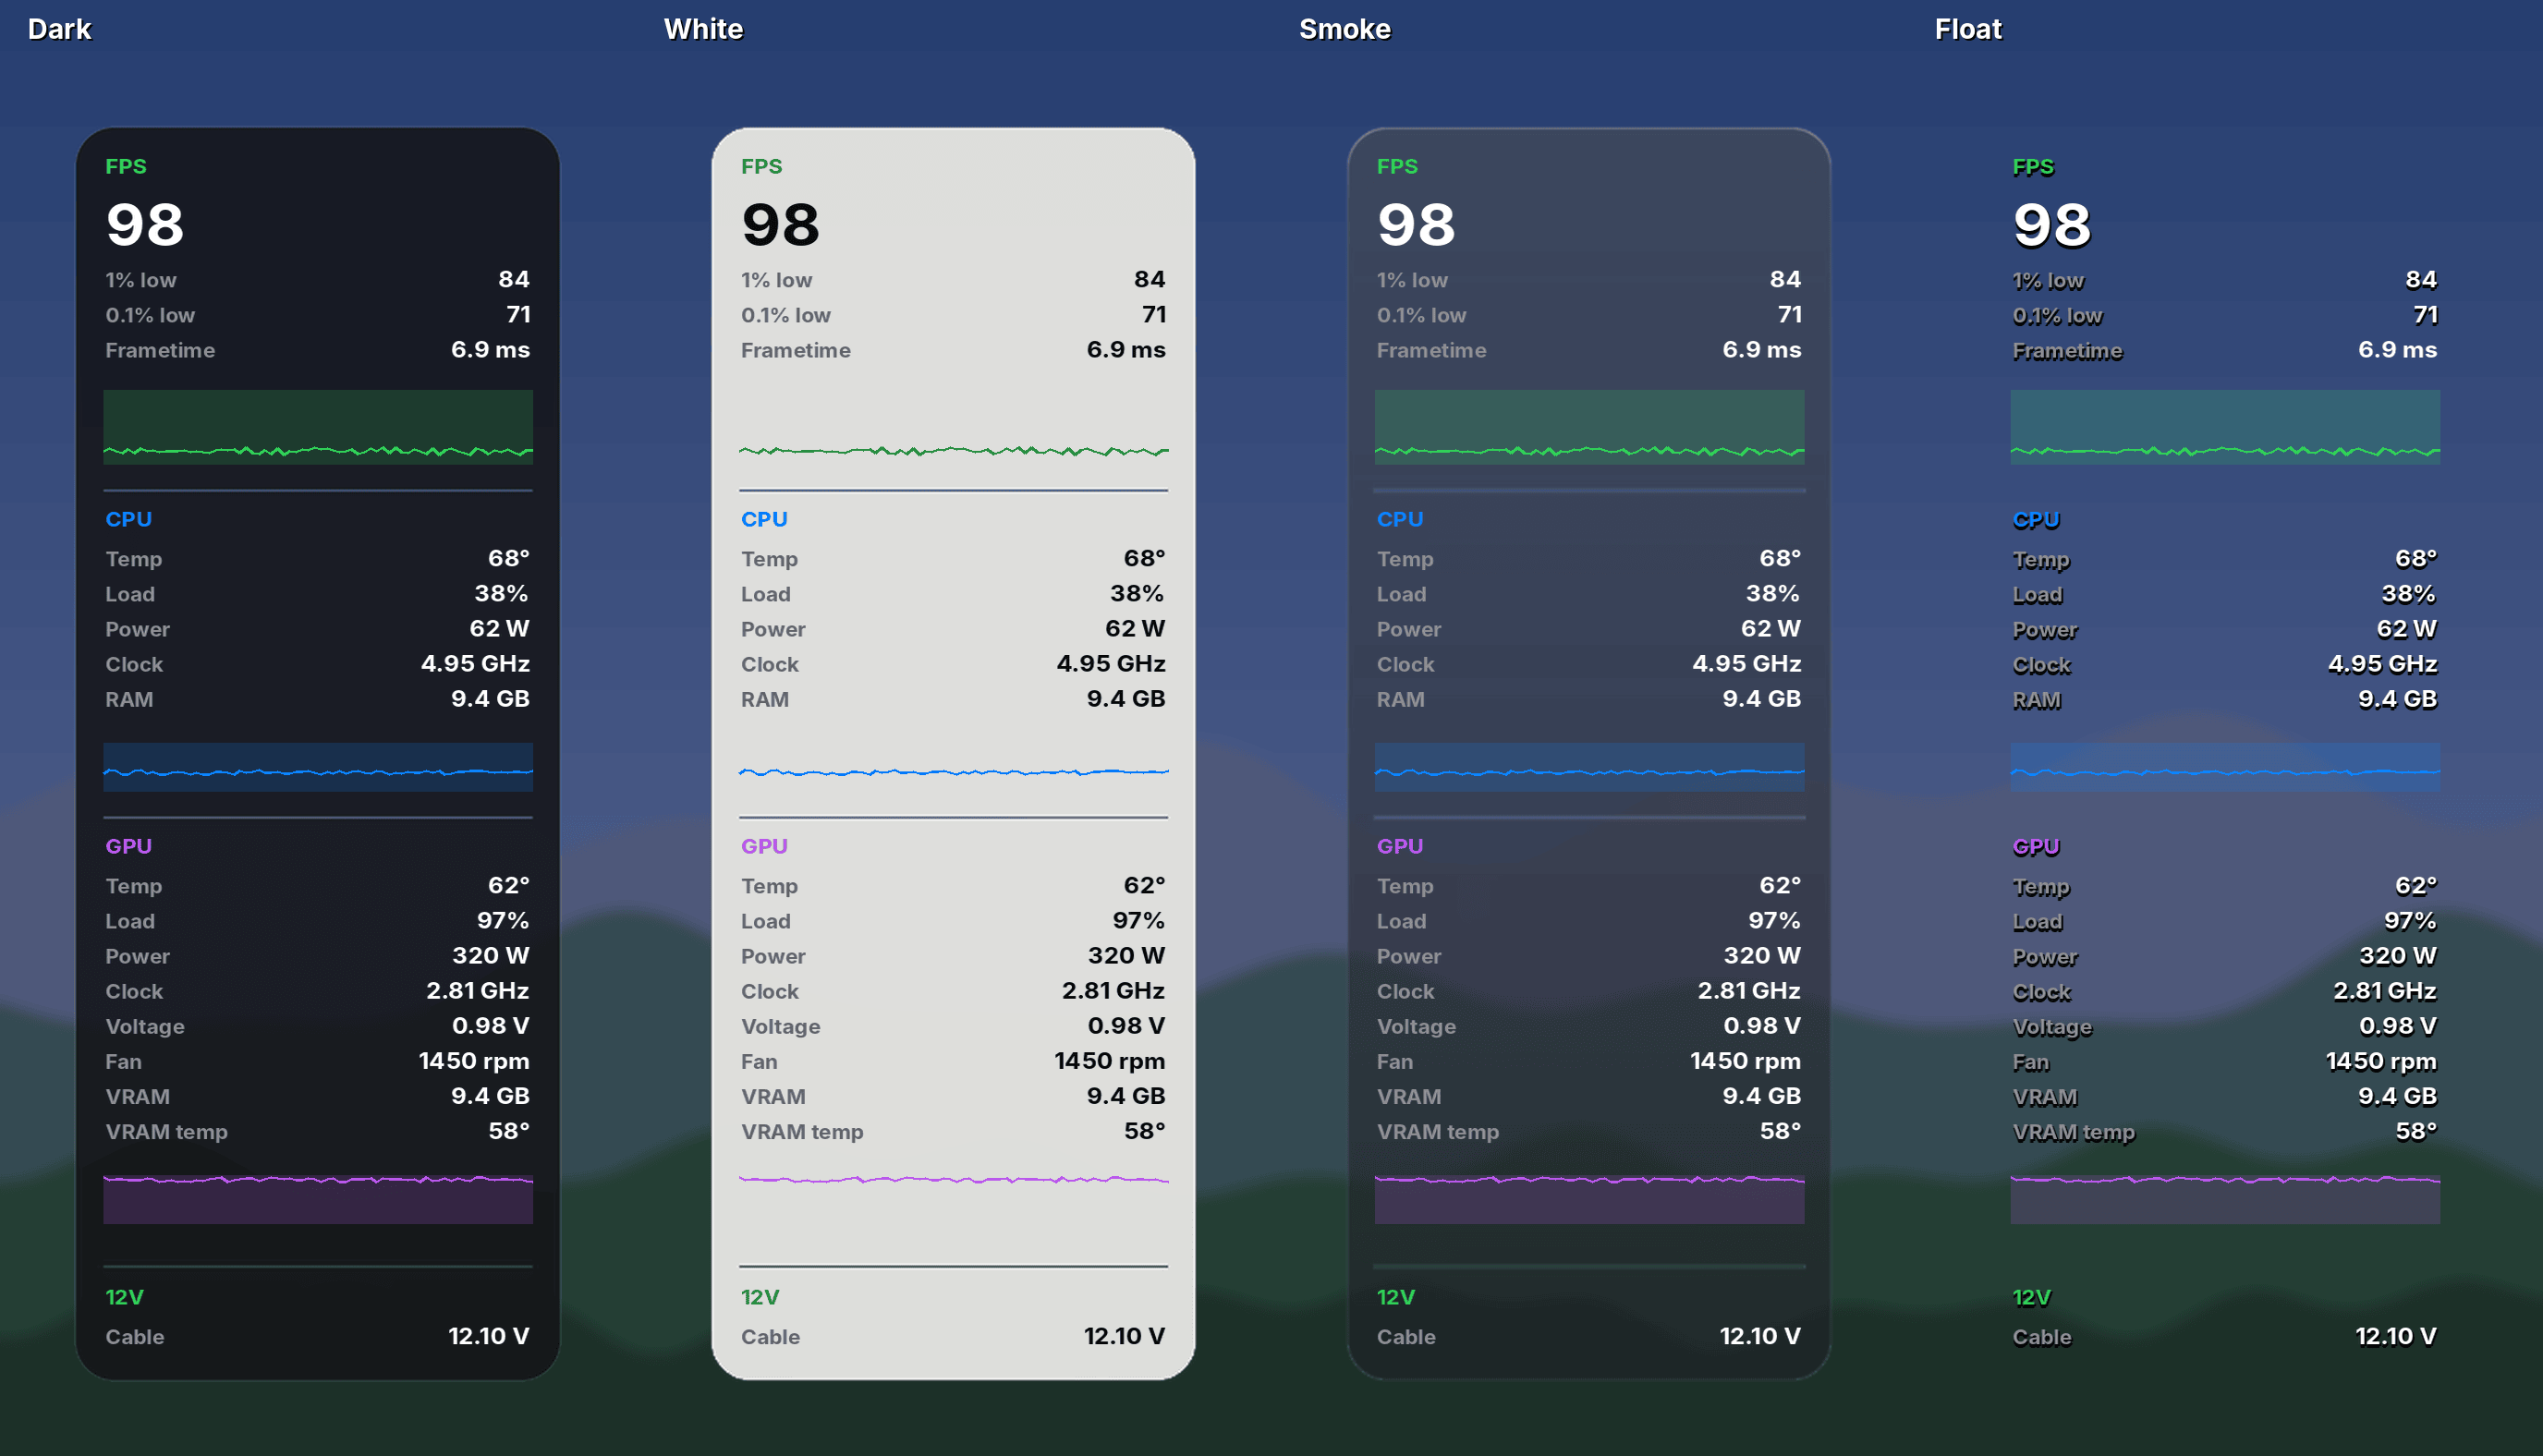 Dark
FPS
98
1% low 84
0.1% low 71
Frametime 6.9 ms
CPU
Temp 68°
Load 38%
Power 62 W
Clock 4.95 GHz
RAM 9.4 GB
GPU
Temp 62°
Load 97%
Power 320 W
Clock 2.81 GHz
Voltage 0.98 V
Fan 1450 rpm
VRAM 9.4 GB
VRAM temp 58°
12V
Cable 12.10 V
White
FPS
98
1% low 84
0.1% low 71
Frametime 6.9 ms
CPU
Temp 68°
Load 38%
Power 62 W
Clock 4.95 GHz
RAM 9.4 GB
GPU
Temp 62°
Load 97%
Power 320 W
Clock 2.81 GHz
Voltage 0.98 V
Fan 1450 rpm
VRAM 9.4 GB
VRAM temp 58°
12V
Cable 12.10 V
Smoke
FPS
98
1% low 84
0.1% low 71
Frametime 6.9 ms
CPU
Temp 68°
Load 38%
Power 62 W
Clock 4.95 GHz
RAM 9.4 GB
GPU
Temp 62°
Load 97%
Power 320 W
Clock 2.81 GHz
Voltage 0.98 V
Fan 1450 rpm
VRAM 9.4 GB
VRAM temp 58°
12V
Cable 12.10 V
Float
FPS
98
1% low 84
0.1% low 71
Frametime 6.9 ms
CPU
Temp 68°
Load 38%
Power 62 W
Clock 4.95 GHz
RAM 9.4 GB
GPU
Temp 62°
Load 97%
Power 320 W
Clock 2.81 GHz
Voltage 0.98 V
Fan 1450 rpm
VRAM 9.4 GB
VRAM temp 58°
12V
Cable 12.10 V